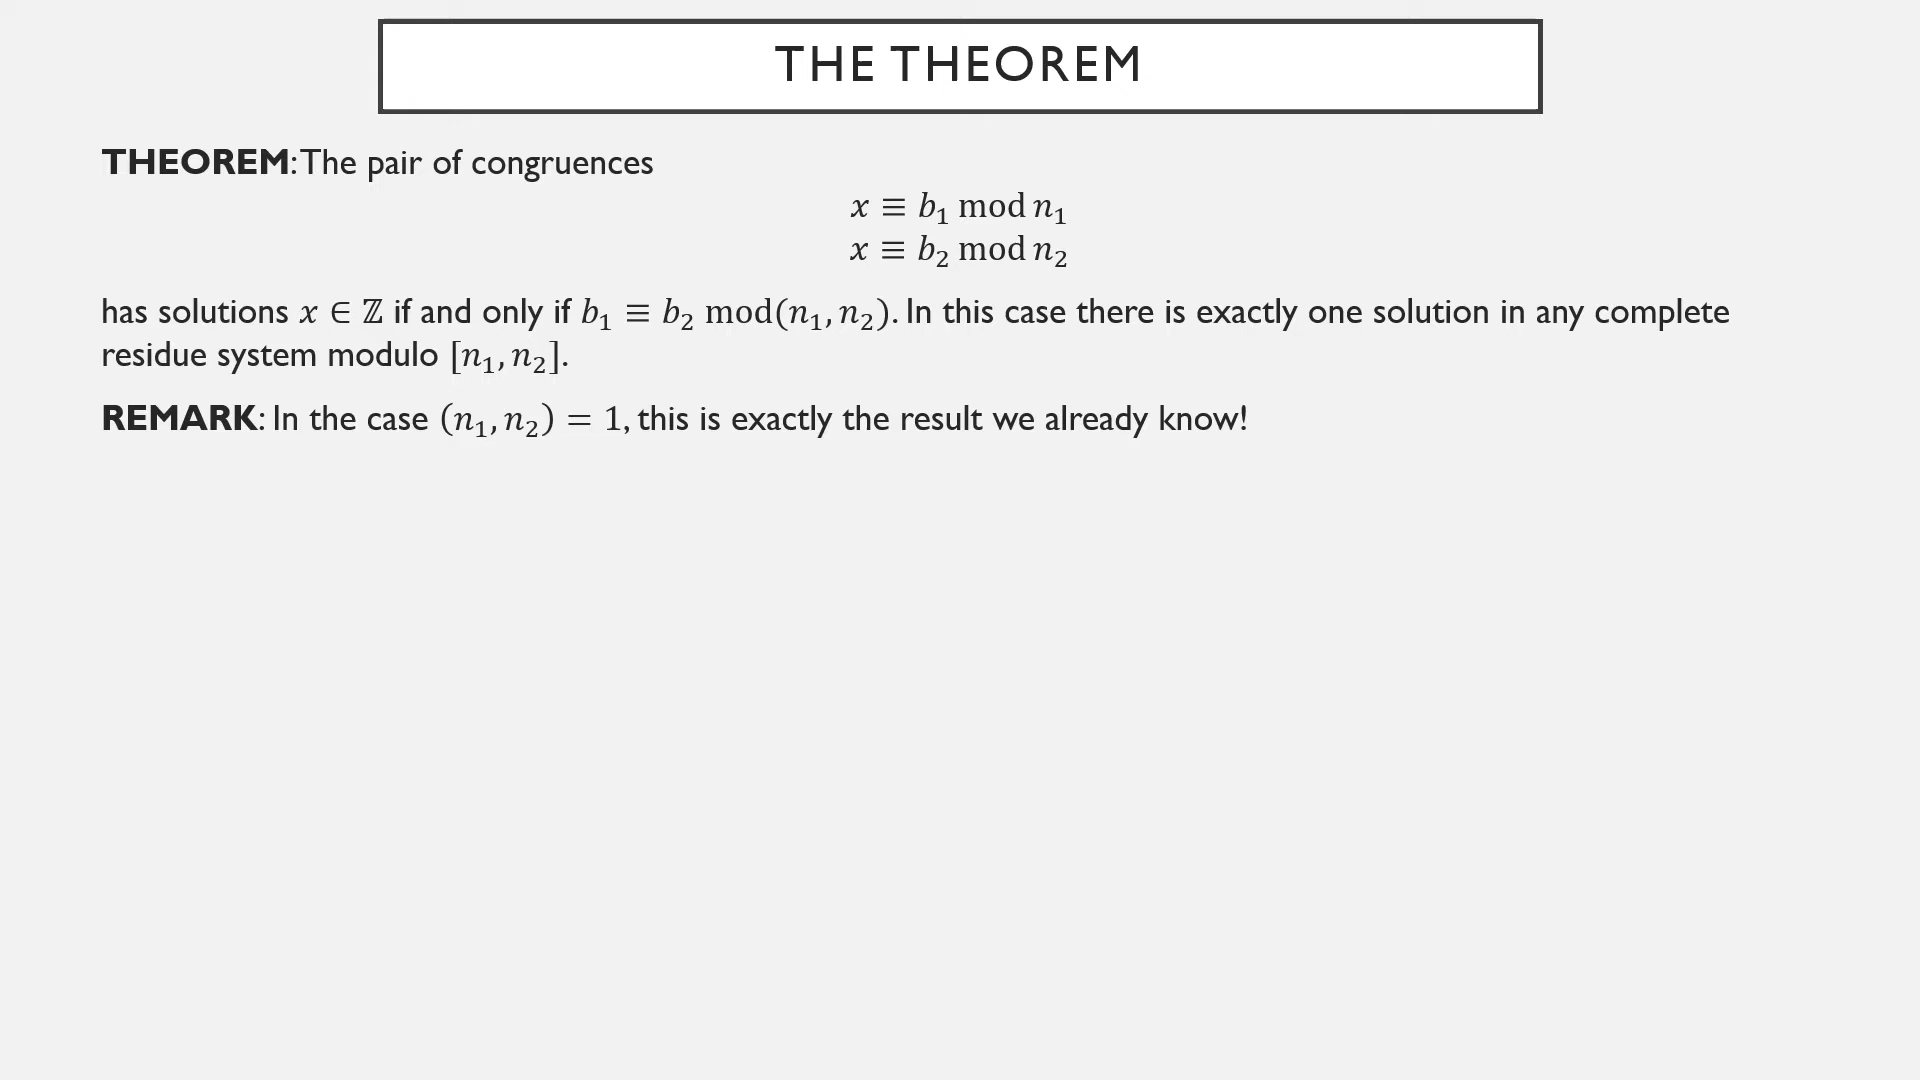 THE THEOREM
THEOREM: The pair of congruences
x ≡ b₁ mod n₁
x ≡ b₂ mod n₂
has solutions x ∈ ℤ if and only if b₁ ≡ b₂ mod(n₁, n₂). In this case there is exactly one solution in any complete
residue system modulo [n₁, n₂].
REMARK: In the case (n₁, n₂) = 1, this is exactly the result we already know!